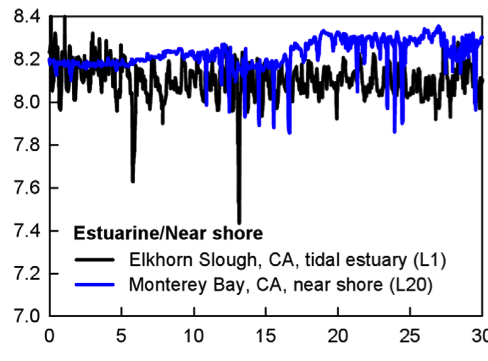 8.4
8.2
8.0
7.8
7.6
7.4
7.2
7.0
Estuarine/Near shore
Elkhorn Slough, CA, tidal estuary (L1)
Monterey Bay, CA, near shore (L20)
0 5 10 15 20 25 30